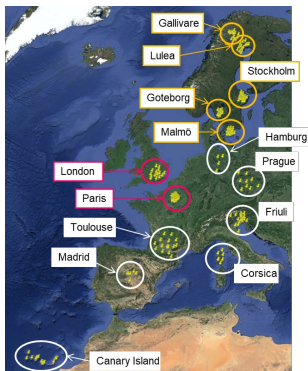 Gallivare
Lulea
Stockholm
Goteborg
Malmö
Hamburg
Prague
London
Paris
Friuli
Toulouse
Madrid
Corsica
Canary Island